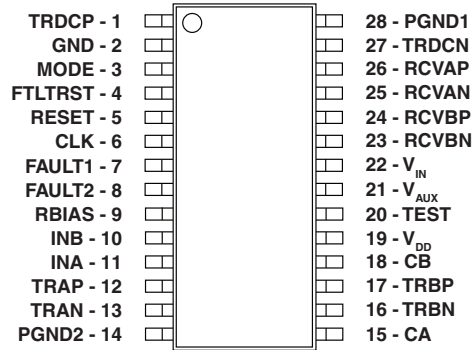 TRDCP - 1
GND - 2
MODE - 3
FTLTRST - 4
RESET - 5
CLK - 6
FAULT1 - 7
FAULT2 - 8
RBIAS - 9
INB - 10
INA - 11
TRAP - 12
TRAN - 13
PGND2 - 14
28 - PGND1
27 - TRDCN
26 - RCVAP
25 - RCVAN
24 - RCVBP
23 - RCVBN
22 - VIN
21 - VAUX
20 - TEST
19 - VDD
18 - CB
17 - TRBP
16 - TRBN
15 - CA